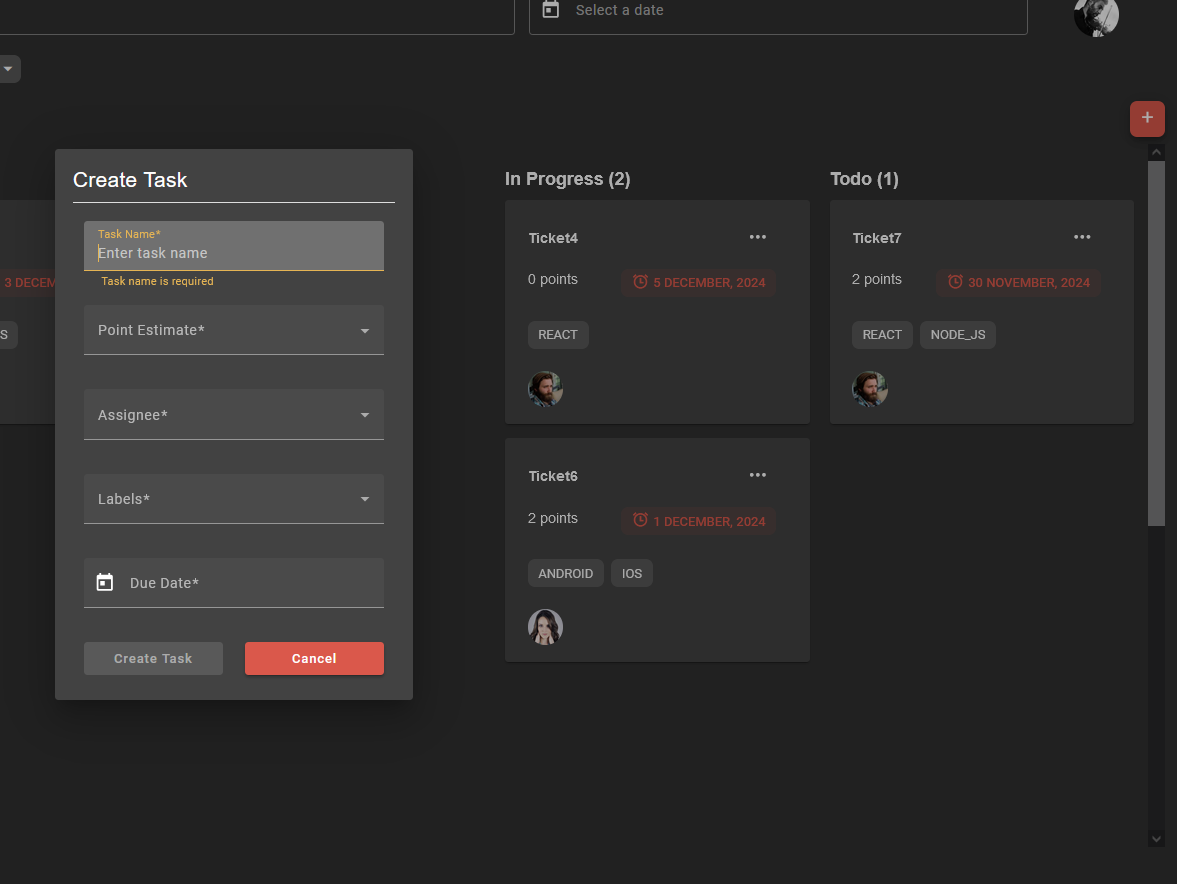 Select a date
+
Create Task
Task Name*
Enter task name
Task name is required
Point Estimate*
Assignee*
Labels*
Due Date*
Create Task
Cancel
3 DECEM
S
In Progress (2)
Ticket4
0 points
5 DECEMBER, 2024
REACT
Ticket6
2 points
1 DECEMBER, 2024
ANDROID
IOS
Todo (1)
Ticket7
2 points
30 NOVEMBER, 2024
REACT
NODE_JS